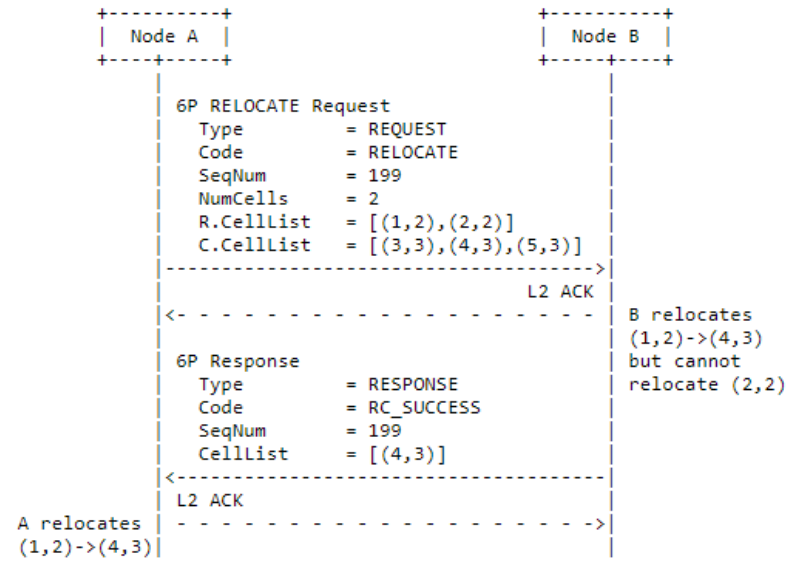 Node A Node B
6P RELOCATE Request
Type = REQUEST
Code = RELOCATE
SeqNum = 199
NumCells = 2
R.CellList = [(1,2),(2,2)]
C.CellList = [(3,3),(4,3),(5,3)]
L2 ACK
B relocates
(1,2)->(4,3)
but cannot
relocate (2,2)
6P Response
Type = RESPONSE
Code = RC_SUCCESS
SeqNum = 199
CellList = [(4,3)]
L2 ACK
A relocates
(1,2)->(4,3)